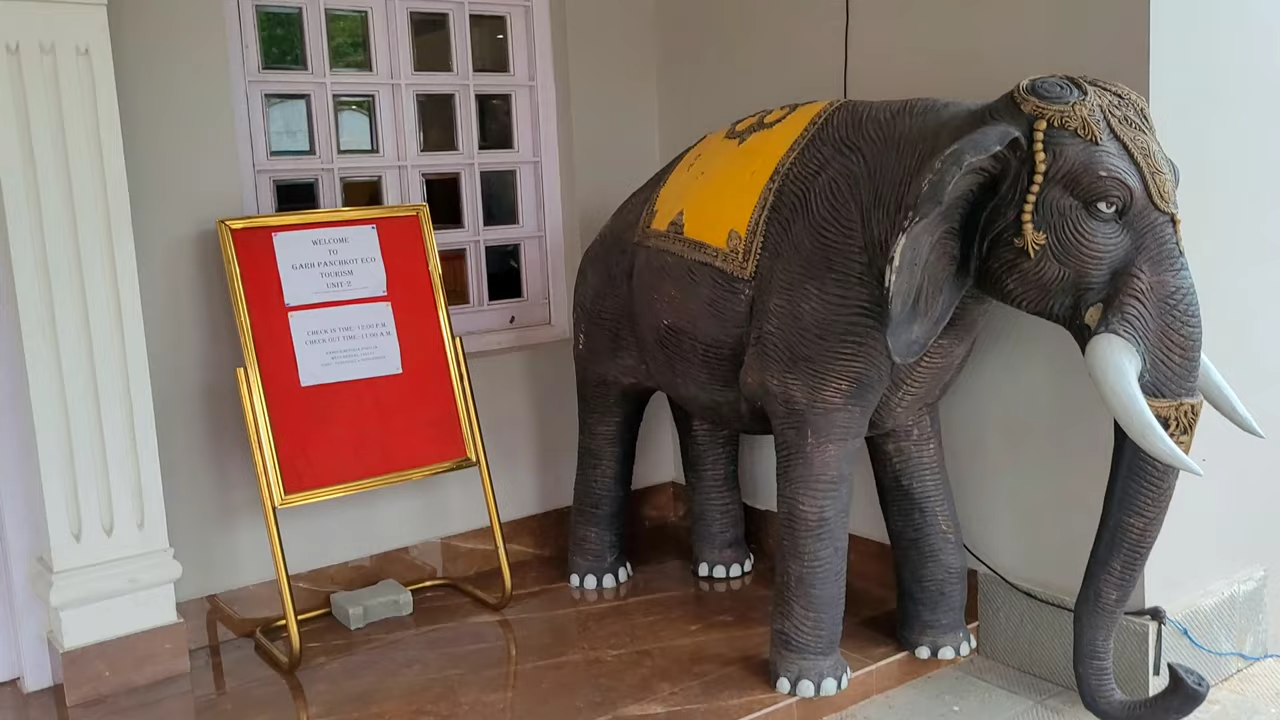 WELCOME
TO
GARH PANCHKOT ECO
TOURISM
UNIT-2
CHECK IN TIME: 12:00 P.M.
CHECK OUT TIME: 11:00 A.M.